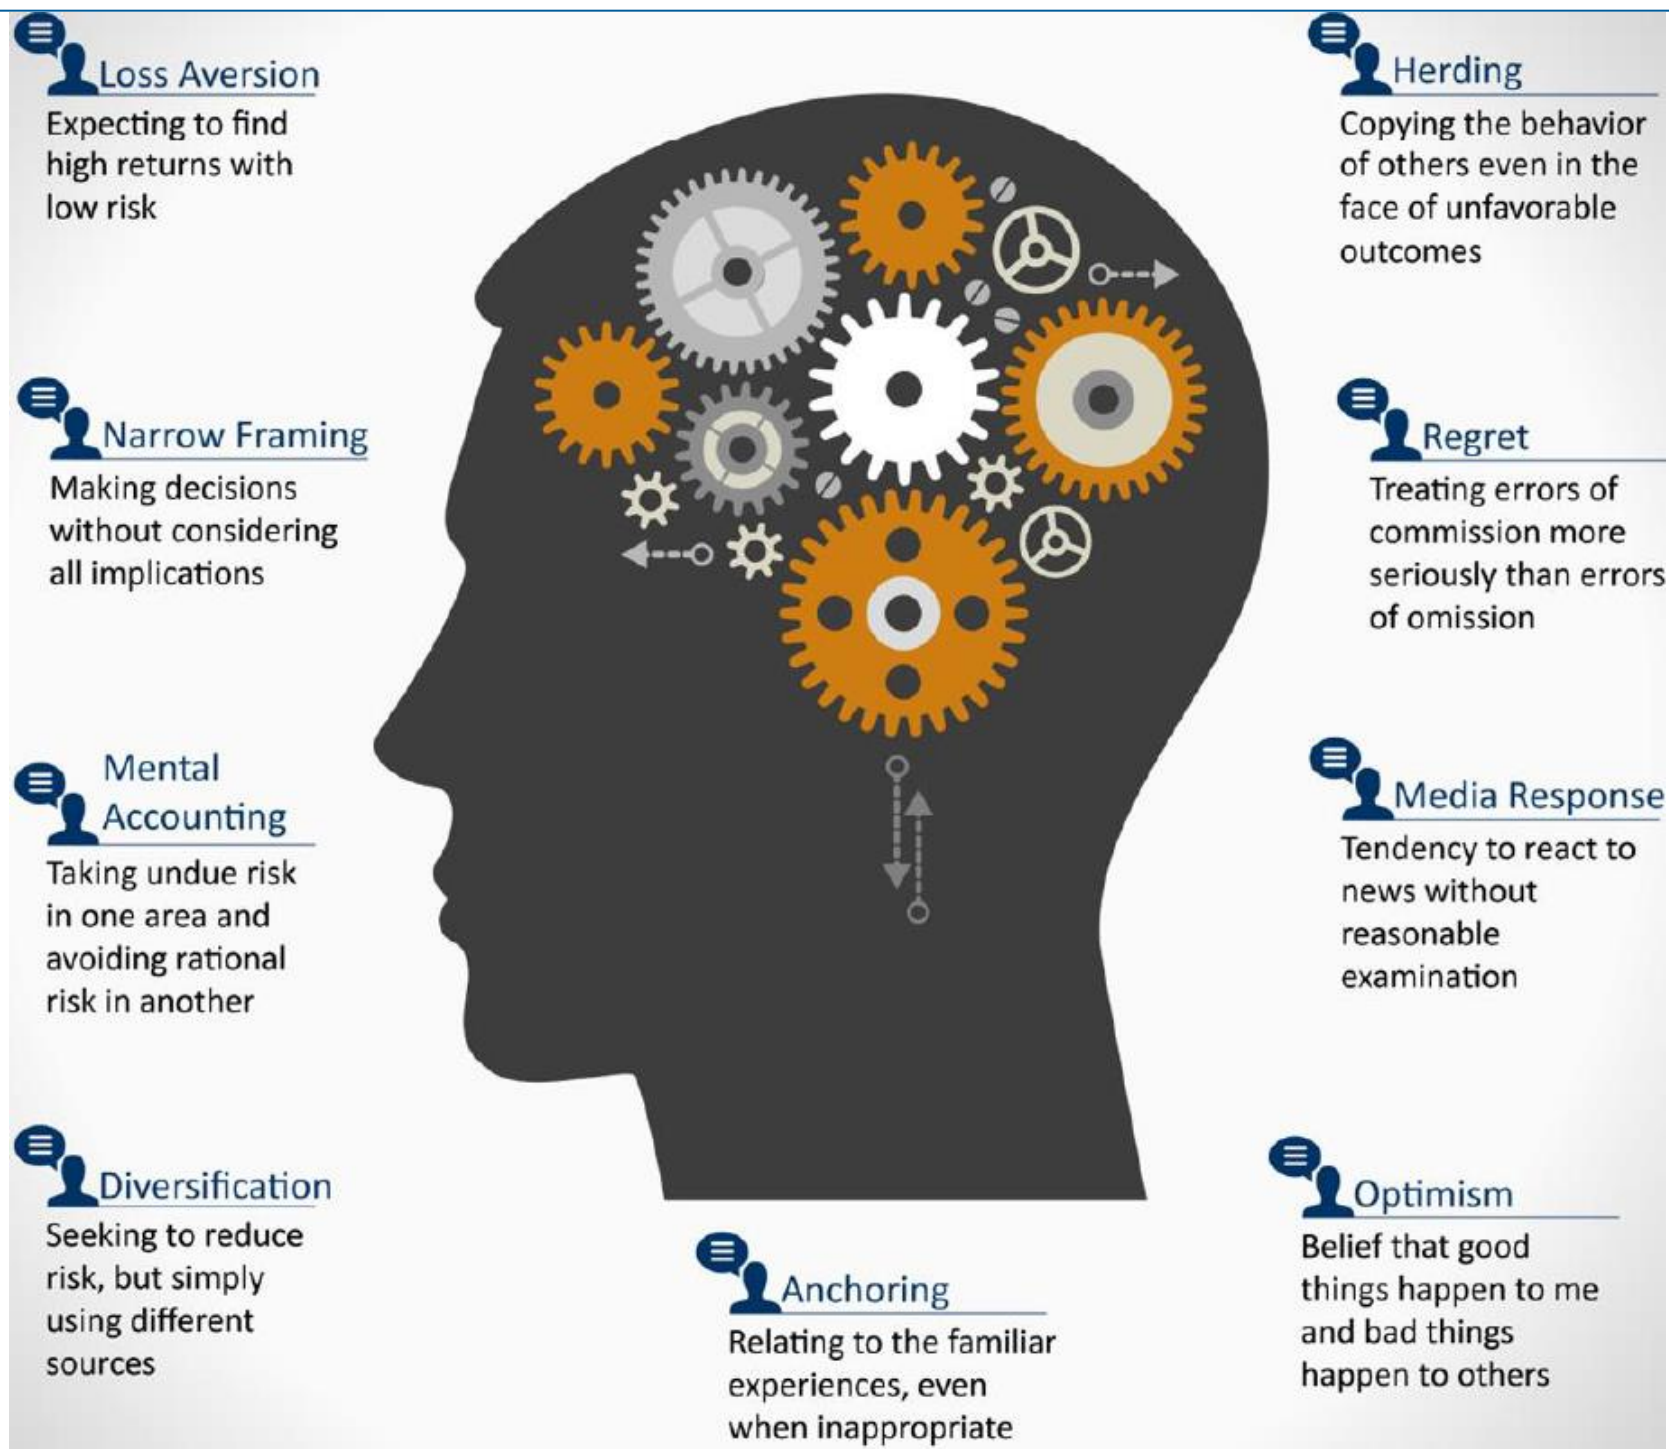 Loss Aversion
Expecting to find
high returns with
low risk
Narrow Framing
Making decisions
without considering
all implications
Mental
Accounting
Taking undue risk
in one area and
avoiding rational
risk in another
Diversification
Seeking to reduce
risk, but simply
using different
sources
Anchoring
Relating to the familiar
experiences, even
when inappropriate
Herding
Copying the behavior
of others even in the
face of unfavorable
outcomes
Regret
Treating errors of
commission more
seriously than errors
of omission
Media Response
Tendency to react to
news without
reasonable
examination
Optimism
Belief that good
things happen to me
and bad things
happen to others